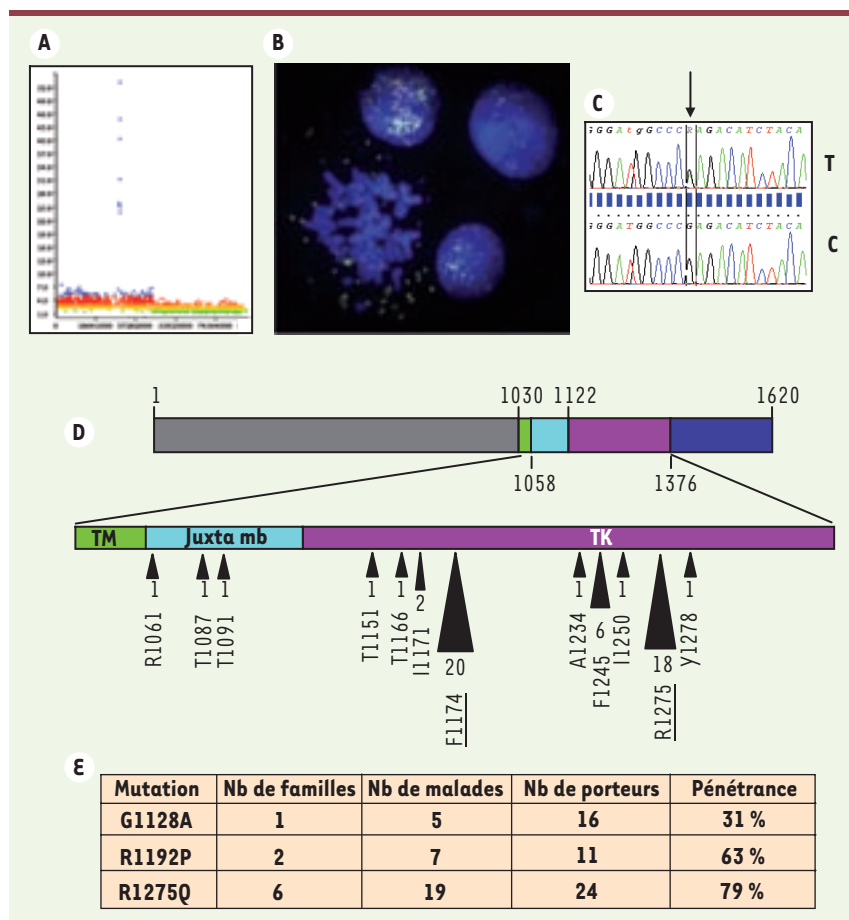 A
B
C
GGGAtgGCCCRAGACATCTACA
T
GGGATGGCCCGAGACATCTACA
C
D
1 1030 1122 1620
1058 1376
TM Juxta mb TK
1 1 1 1 1 2 20 1 6 1 18 1
R1061 T1087 T1091 T1151 T1166 I1171 F1174 A1234 F1245 I1250 R1275 Y1278
E
Mutation Nb de familles Nb de malades Nb de porteurs Pénétrance
G1128A 1 5 16 31 %
R1192P 2 7 11 63 %
R1275Q 6 19 24 79 %